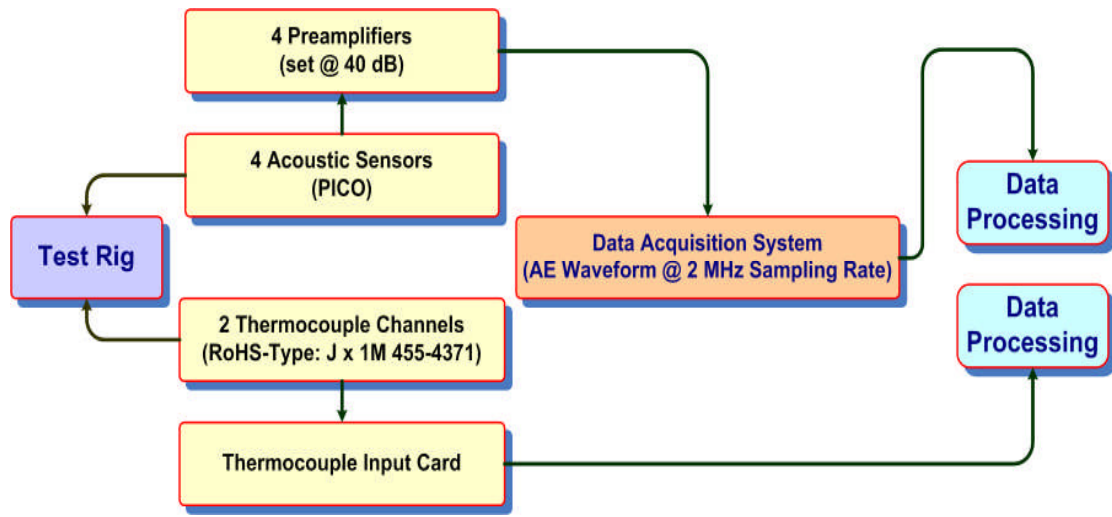 4 Preamplifiers
(set @ 40 dB)
4 Acoustic Sensors
(PICO)
Test Rig
Data Acquisition System
(AE Waveform @ 2 MHz Sampling Rate)
Data
Processing
2 Thermocouple Channels
(RoHS-Type: J x 1M 455-4371)
Data
Processing
Thermocouple Input Card